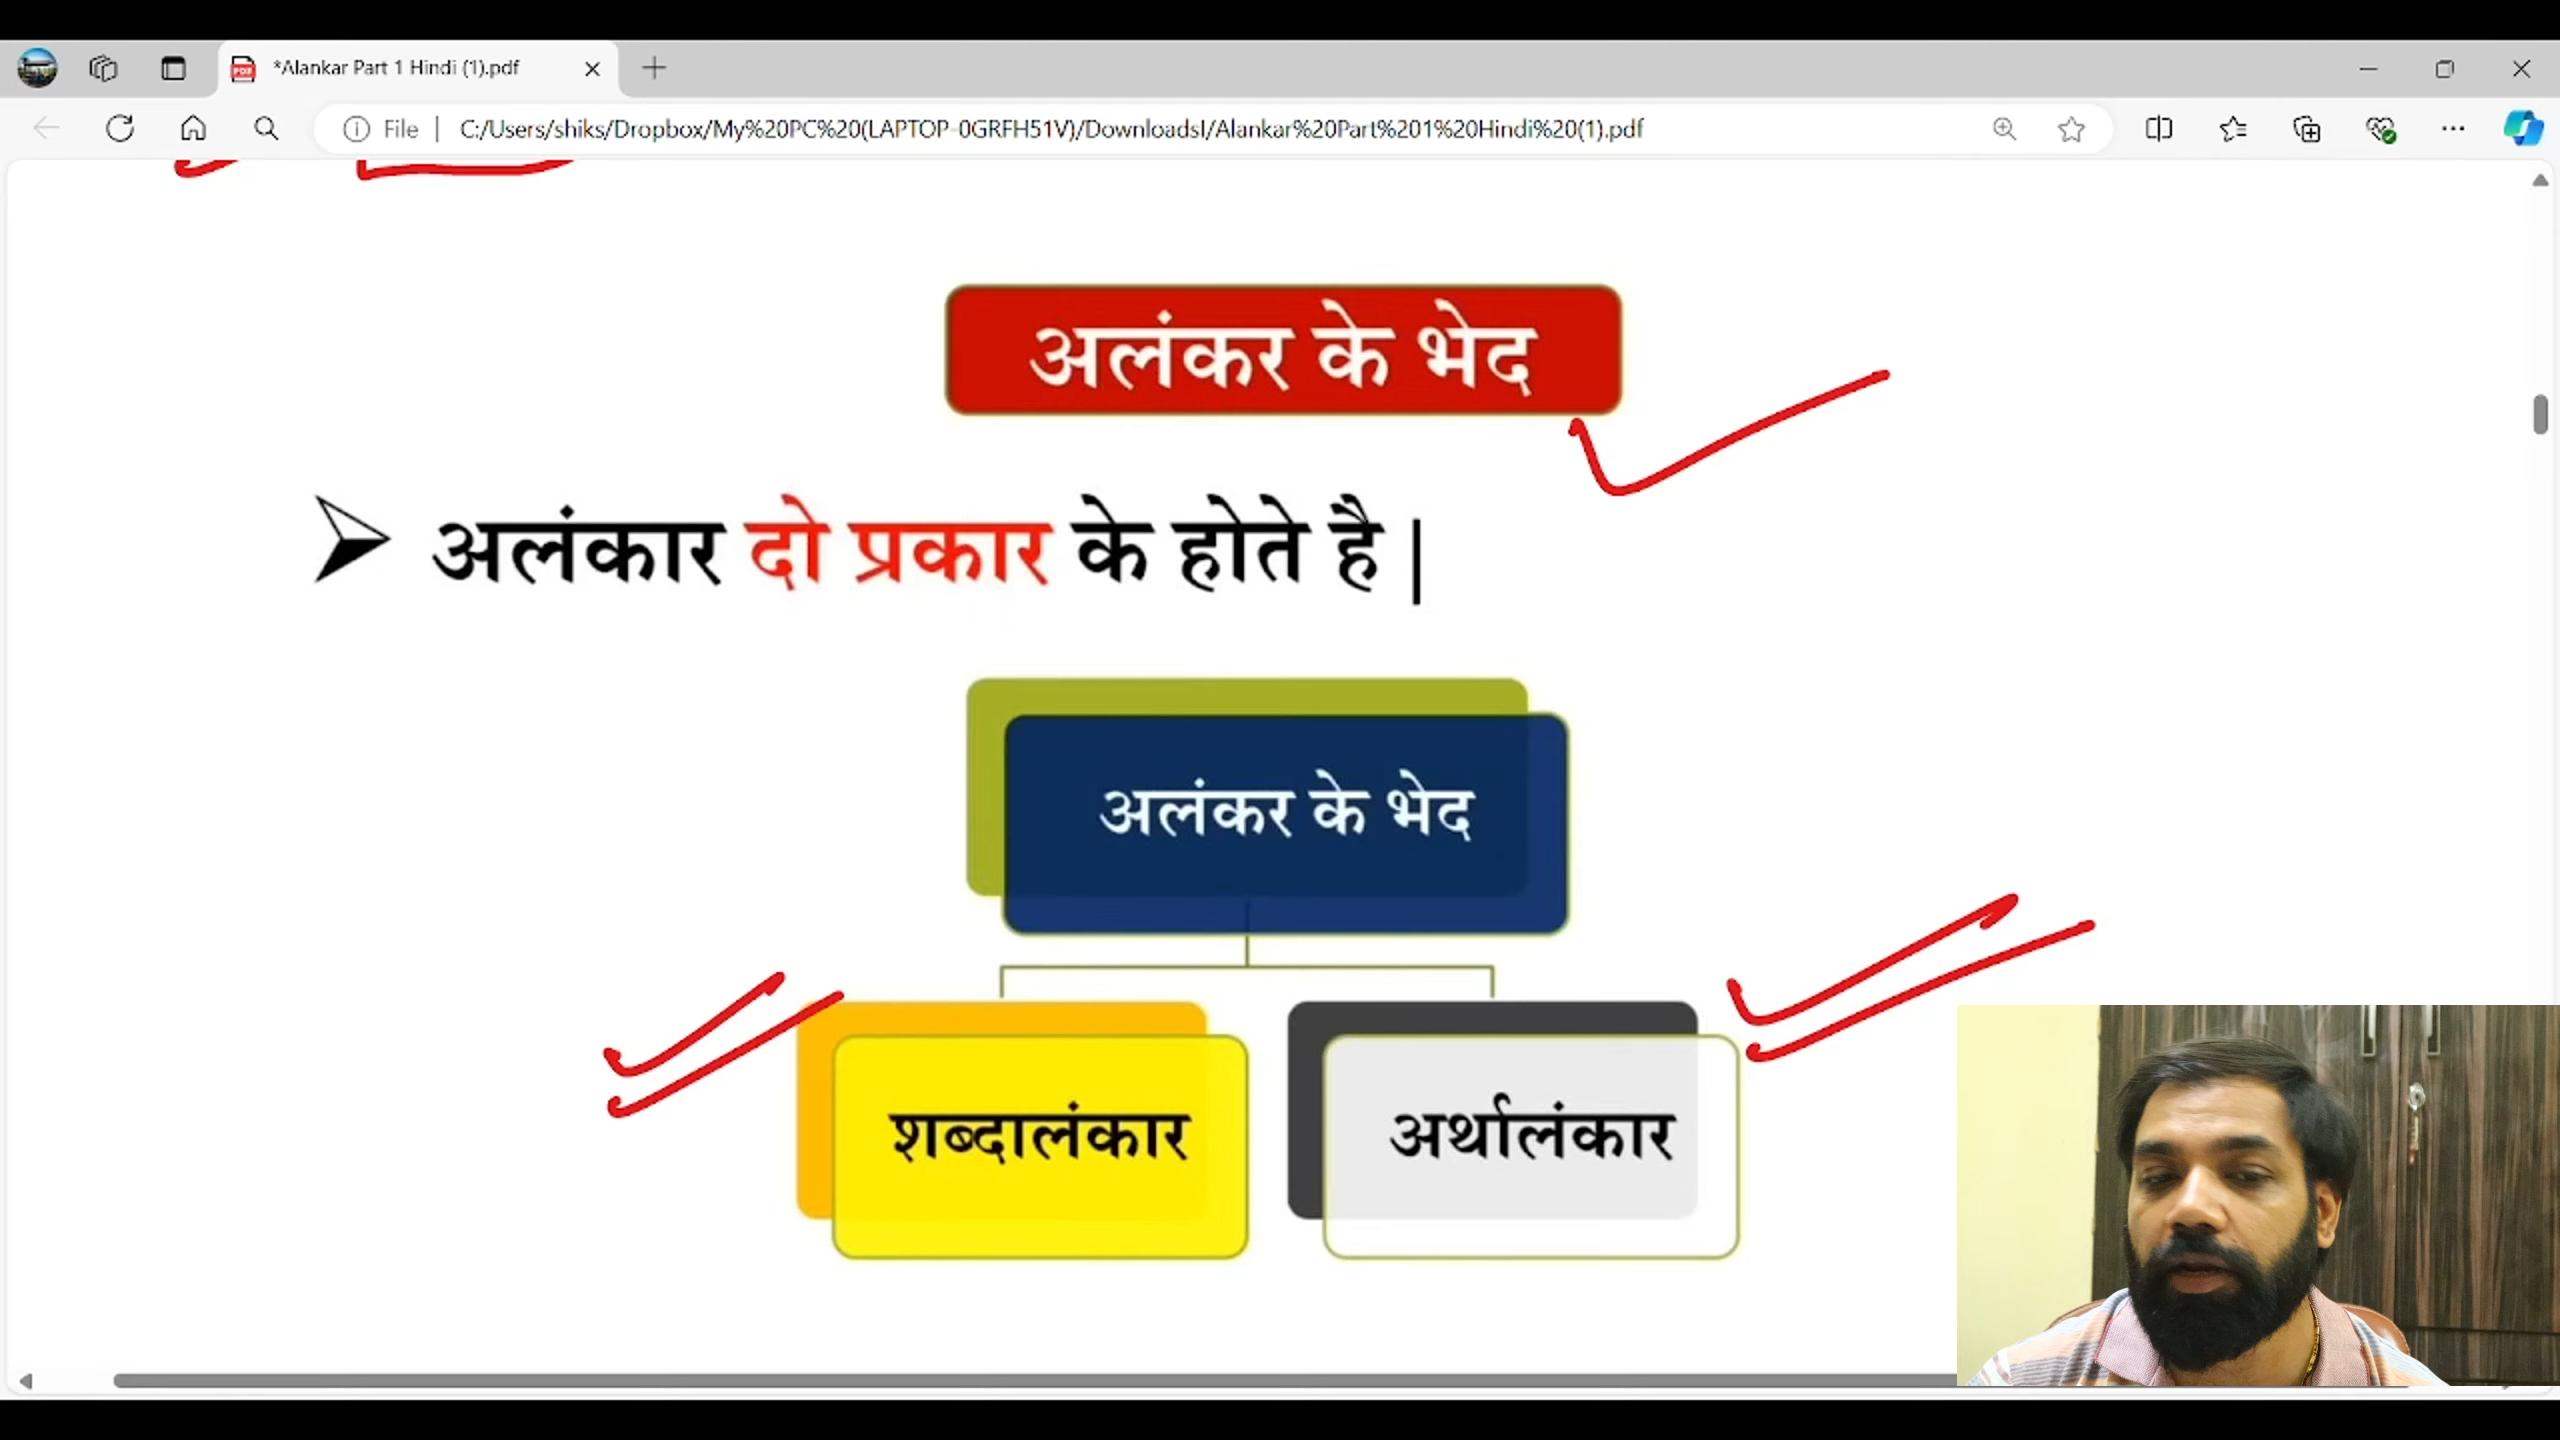 *Alankar Part 1 Hindi (1).pdf
File | C:/Users/shiks/Dropbox/My%20PC%20(LAPTOP-0GRFH51V)/DownloadsI/Alankar%20Part%201%20Hindi%20(1).pdf
अलंकर के भेद
अलंकार दो प्रकार के होते है |
अलंकर के भेद
शब्दालंकार
अर्थालंकार